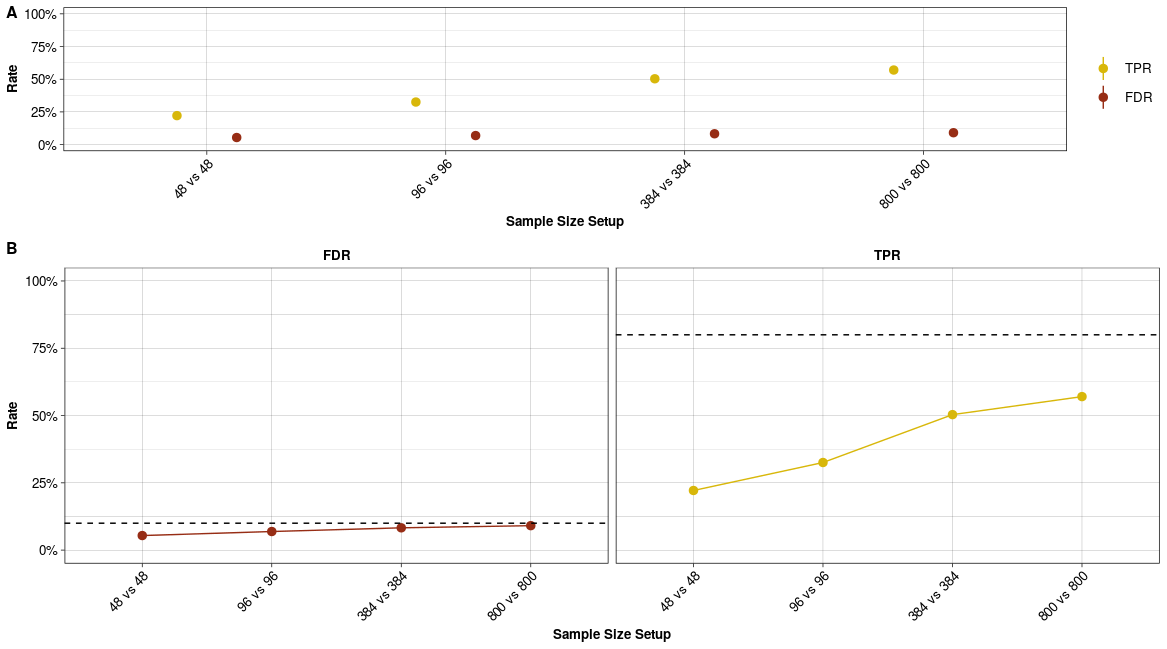 A
100%
75%
50%
25%
0%
Rate
48 vs 48
96 vs 96
384 vs 384
800 vs 800
Sample Size Setup
TPR
FDR
B
FDR
TPR
100%
75%
50%
25%
0%
Rate
48 vs 48
96 vs 96
384 vs 384
800 vs 800
48 vs 48
96 vs 96
384 vs 384
800 vs 800
Sample Size Setup